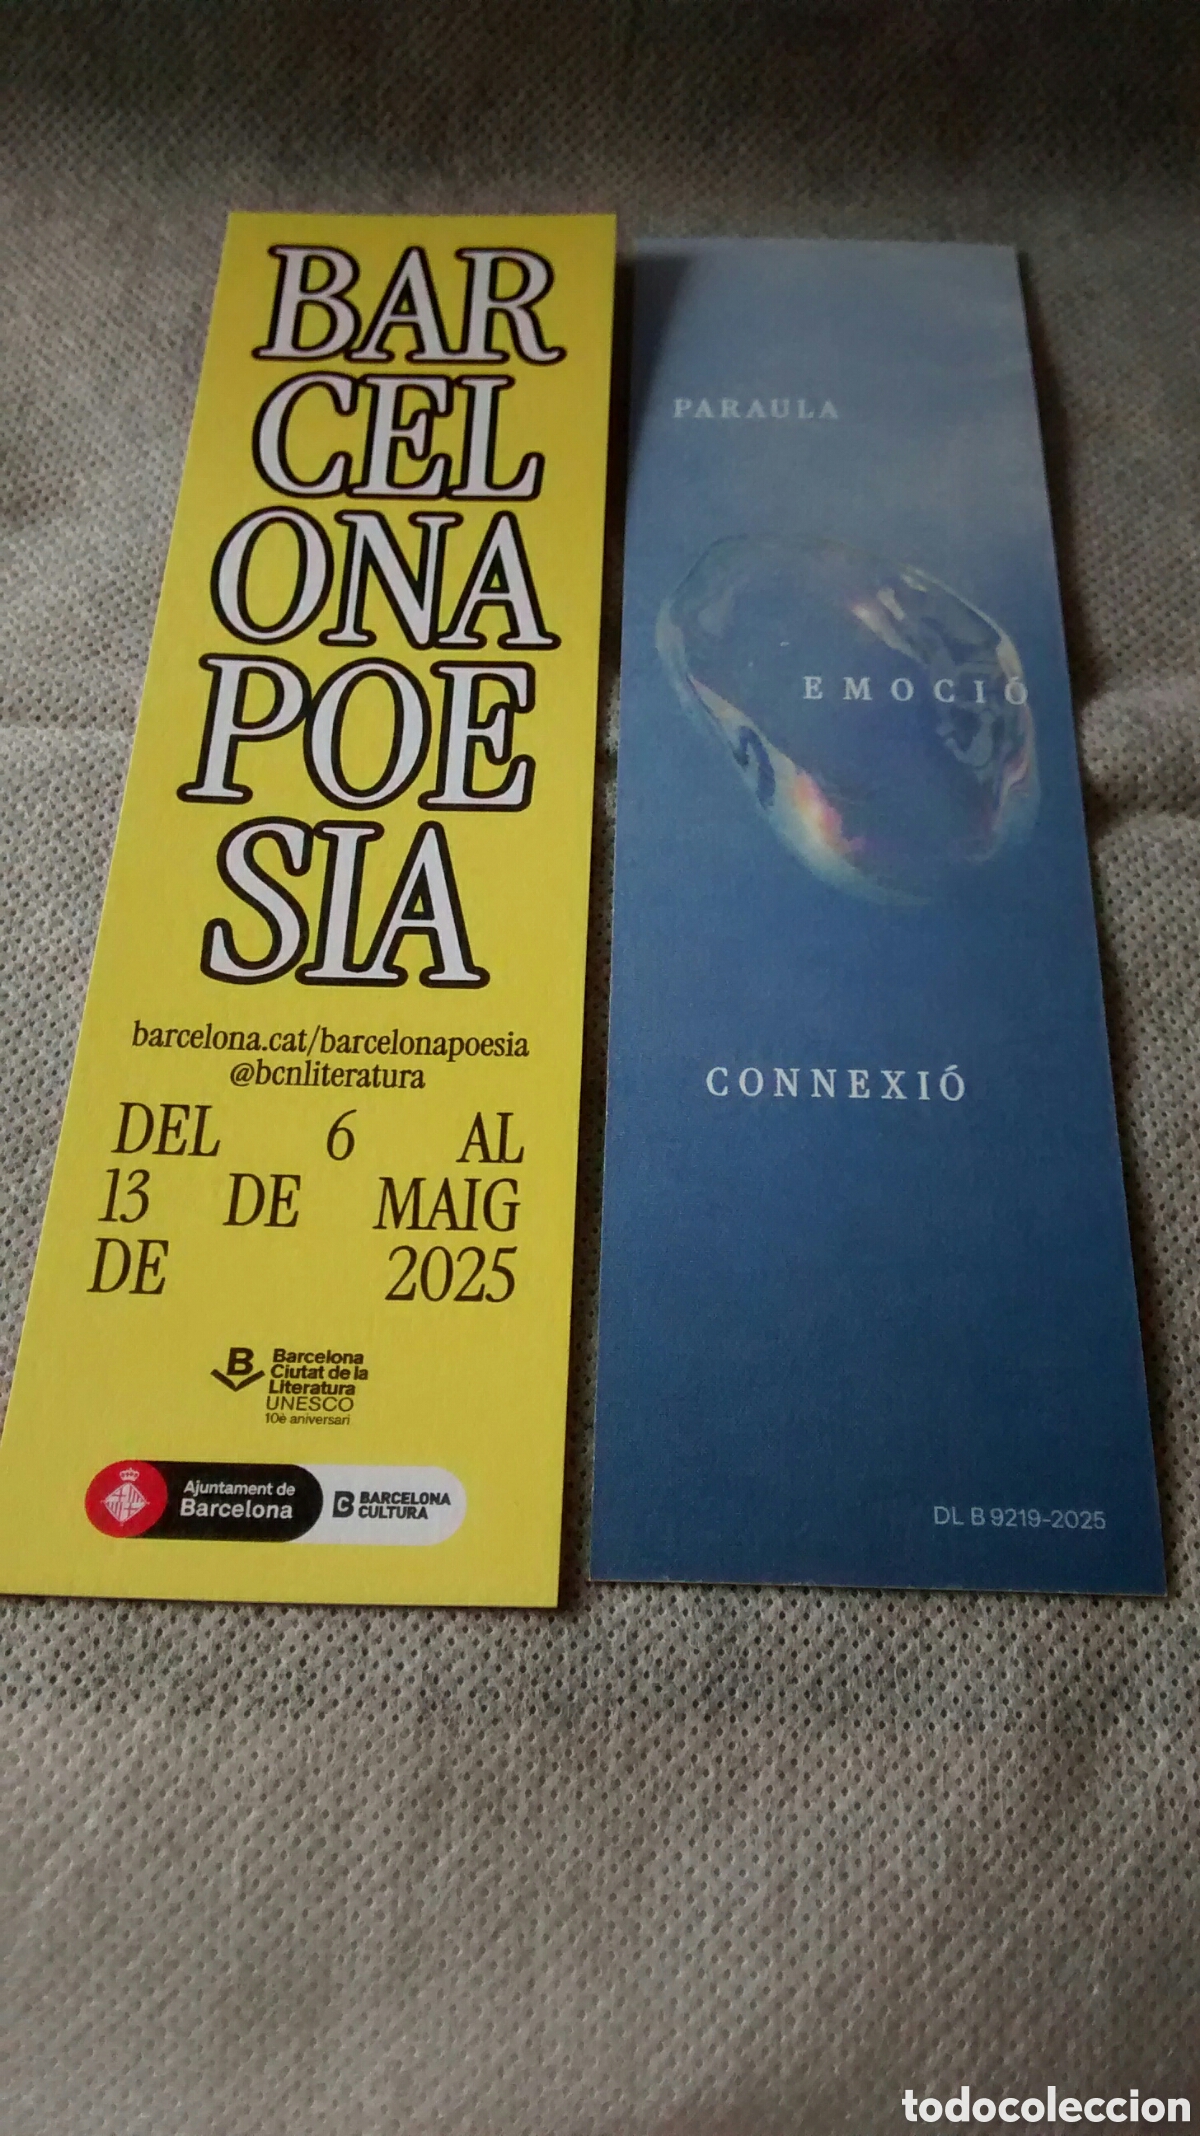 BAR
CEL
ONA
POE
SIA
barcelona.cat/barcelonapoesia
@bcnliteratura
DEL 6 AL
13 DE MAIG
DE 2025
B Barcelona
Ciutat de la
Literatura
UNESCO
10è aniversari
Ajuntament de
Barcelona
BC BARCELONA
CULTURA
PARAULA
EMOCIÓ
CONNEXIÓ
DL B 9219-2025
todocoleccion